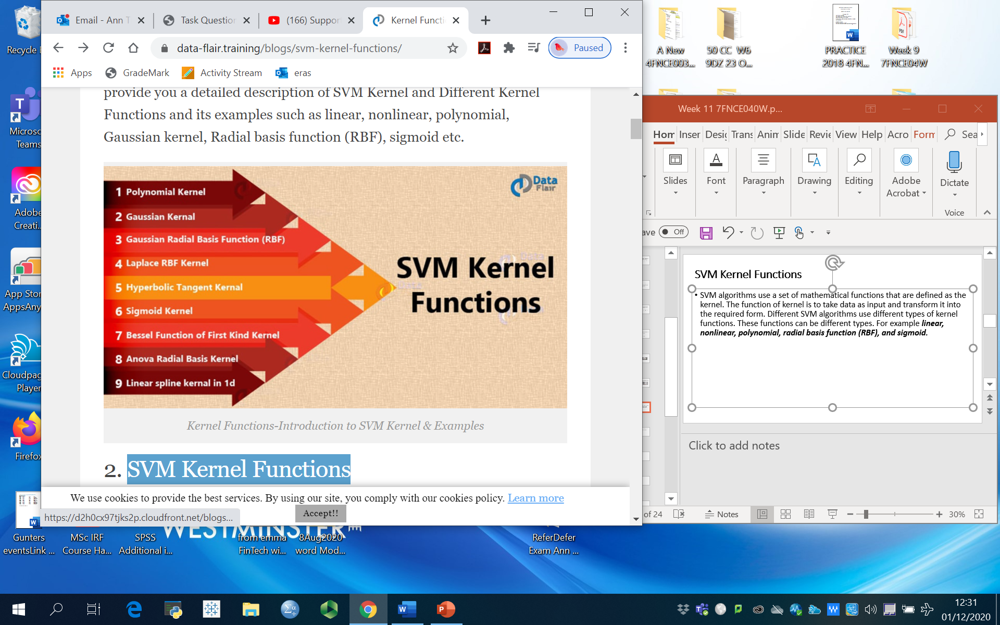 Recycle
Microso
Teams
Adobe
Creati...
App Stor
AppsAny
Cloudpag
Player
Firefox
Email - Ann T
Task Question
(166) Suppor
Kernel Functi
data-flair.training/blogs/svm-kernel-functions/
Paused
Apps
GradeMark
Activity Stream
eras
provide you a detailed description of SVM Kernel and Different Kernel
Functions and its examples such as linear, nonlinear, polynomial,
Gaussian kernel, Radial basis function (RBF), sigmoid etc.
Data
Flair
1 Polynomial Kernel
2 Gaussian Kernal
3 Gaussian Radial Basis Function (RBF)
4 Laplace RBF Kernel
5 Hyperbolic Tangent Kernal
6 Sigmoid Kernel
7 Bessel Function of First Kind Kernel
8 Anova Radial Basis Kernel
9 Linear spline kernal in 1d
SVM Kernel
Functions
Kernel Functions-Introduction to SVM Kernel & Examples
2. SVM Kernel Functions
We use cookies to provide the best services. By using our site, you comply with our cookies policy. Learn more
Accept!!
https://d2h0cx97tjks2p.cloudfront.net/blogs...
WESTMINSTER
Gunters
eventsLink ...
MSc IRF
Course Ha...
SPSS
Additional i...
from emma
FinTech wi...
8Aug2020
word Mod...
ReferDefer
Exam Ann ...
A New
4FNCE003...
50 CC W6
9DZ 23 O...
PRACTICE
2018 4FN...
Week 9
7FNCE04W
Week 11 7FNCE040W.p...
Hom
Inser
Desig
Trans
Anim
Slide
Revie
View
Help
Acro
Form
Sea
Slides
Font
Paragraph
Drawing
Editing
Adobe
Acrobat
Dictate
Voice
ave
Off
SVM Kernel Functions
• SVM algorithms use a set of mathematical functions that are defined as the
kernel. The function of kernel is to take data as input and transform it into
the required form. Different SVM algorithms use different types of kernel
functions. These functions can be different types. For example linear,
nonlinear, polynomial, radial basis function (RBF), and sigmoid.
Click to add notes
of 24
Notes
30%
12:31
01/12/2020